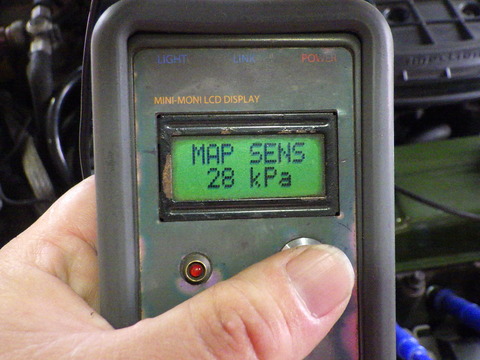 LIGHT LINK POWER
MINI-MONI LCD DISPLAY
MAP SENS
28 kPa